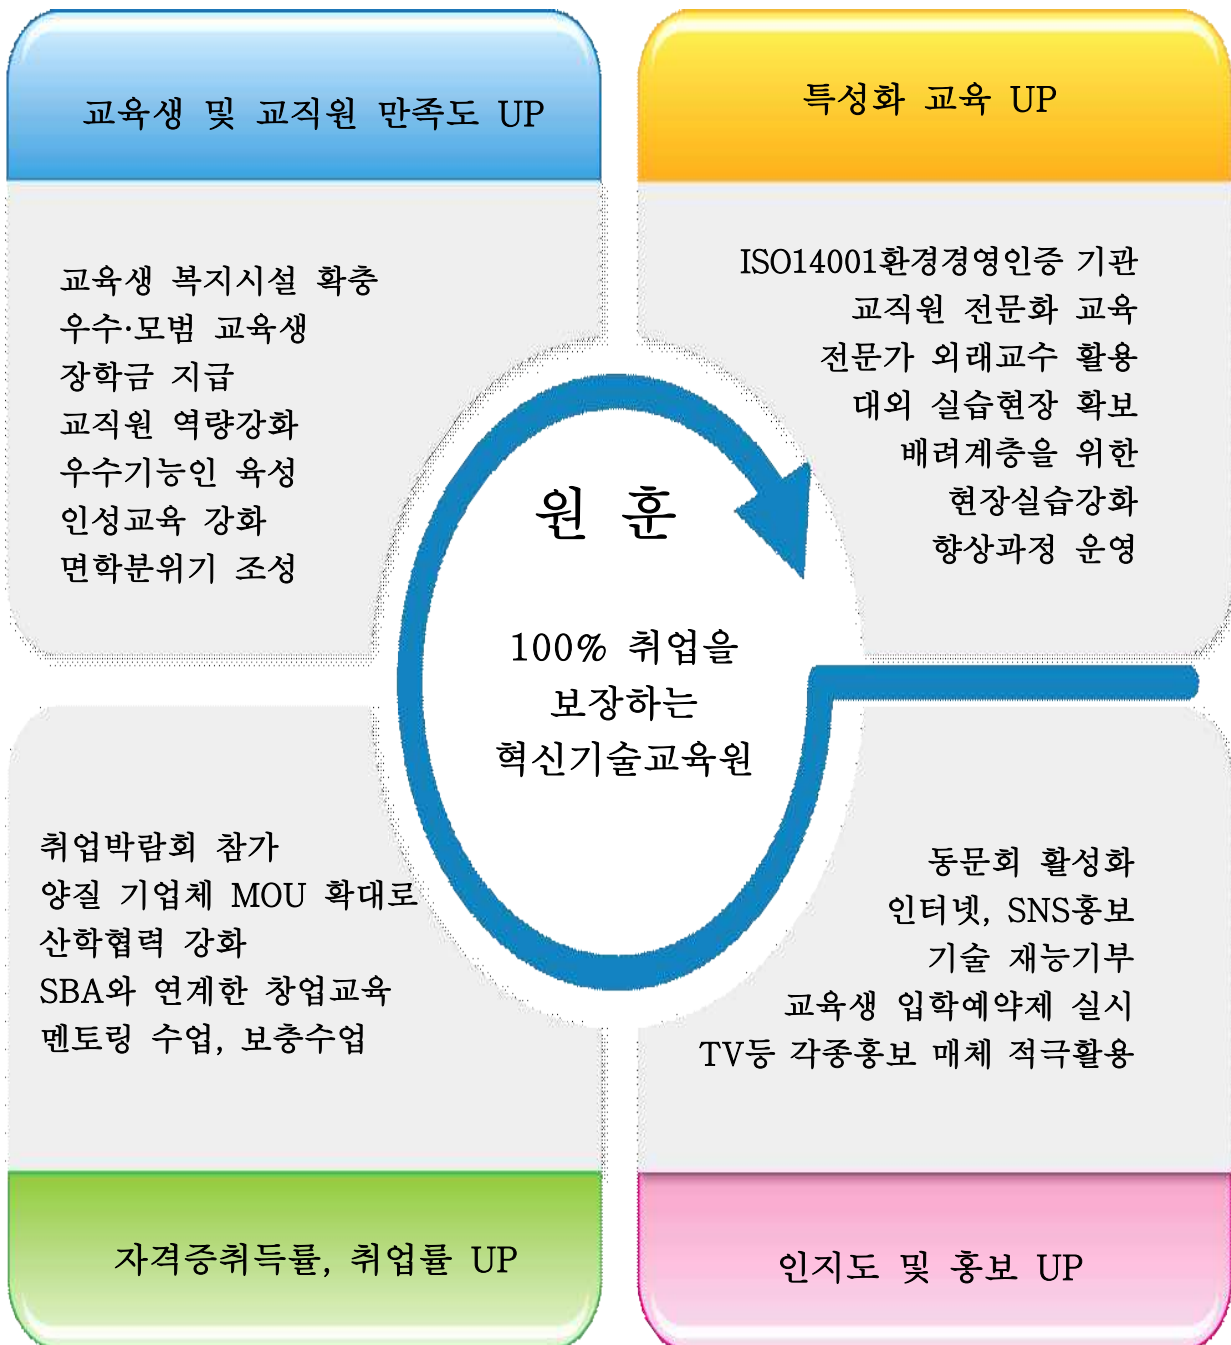 교육생 및 교직원 만족도 UP
교육생 복지시설 확충
우수·모범 교육생
장학금 지급
교직원 역량강화
우수기능인 육성
인성교육 강화
면학분위기 조성
특성화 교육 UP
ISO14001환경경영인증 기관
교직원 전문화 교육
전문가 외래교수 활용
대외 실습현장 확보
배려계층을 위한
현장실습강화
향상과정 운영
원 훈
100% 취업을
보장하는
혁신기술교육원
취업박람회 참가
양질 기업체 MOU 확대로
산학협력 강화
SBA와 연계한 창업교육
멘토링 수업, 보충수업
자격증취득률, 취업률 UP
동문회 활성화
인터넷, SNS홍보
기술 재능기부
교육생 입학예약제 실시
TV등 각종홍보 매체 적극활용
인지도 및 홍보 UP